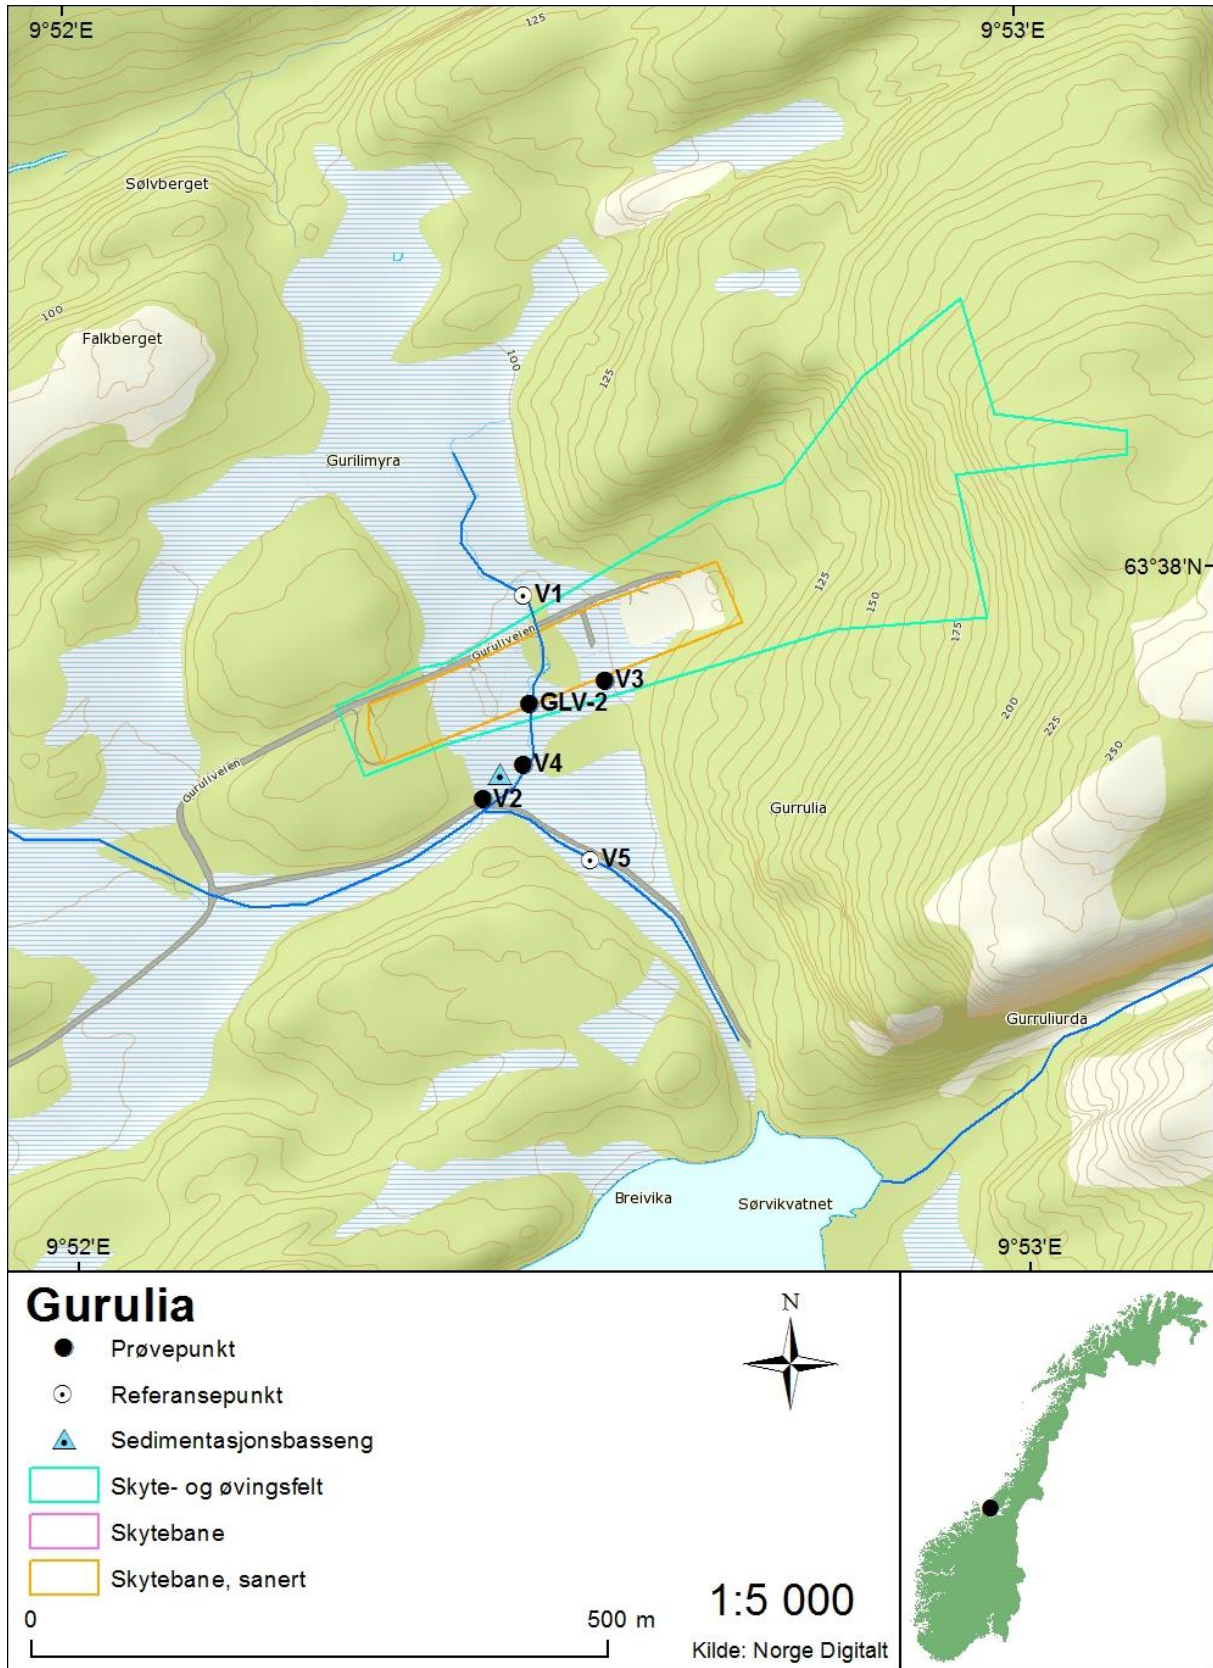 9°52'E
9°53'E
125
Sølvberget
100
Falkberget
100
125
Gurilimyra
63°38'N
125
150
175
V1
Guruliveien
V3
GLV-2
200
225
250
V4
Guruliveien
V2
Gurrulia
V5
Gurruliurda
Breivika
Sørvikvatnet
9°52'E
9°53'E
Gurulia
Prøvepunkt
Referansepunkt
Sedimentasjonsbasseng
Skyte- og øvingsfelt
Skytebane
Skytebane, sanert
0
500 m
N
1:5 000
Kilde: Norge Digitalt